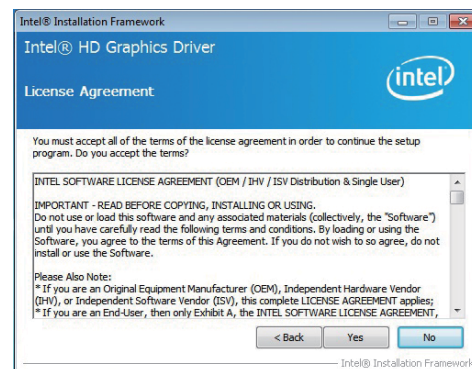 Intel® Installation Framework
Intel® HD Graphics Driver
License Agreement
intel
You must accept all of the terms of the license agreement in order to continue the setup
program. Do you accept the terms?
INTEL SOFTWARE LICENSE AGREEMENT (OEM / IHV / ISV Distribution & Single User)
IMPORTANT - READ BEFORE COPYING, INSTALLING OR USING.
Do not use or load this software and any associated materials (collectively, the "Software")
until you have carefully read the following terms and conditions. By loading or using the
Software, you agree to the terms of this Agreement. If you do not wish to so agree, do not
install or use the Software.
Please Also Note:
* If you are an Original Equipment Manufacturer (OEM), Independent Hardware Vendor
(IHV), or Independent Software Vendor (ISV), this complete LICENSE AGREEMENT applies;
* If you are an End-User, then only Exhibit A, the INTEL SOFTWARE LICENSE AGREEMENT,
< Back Yes No
Intel® Installation Framework